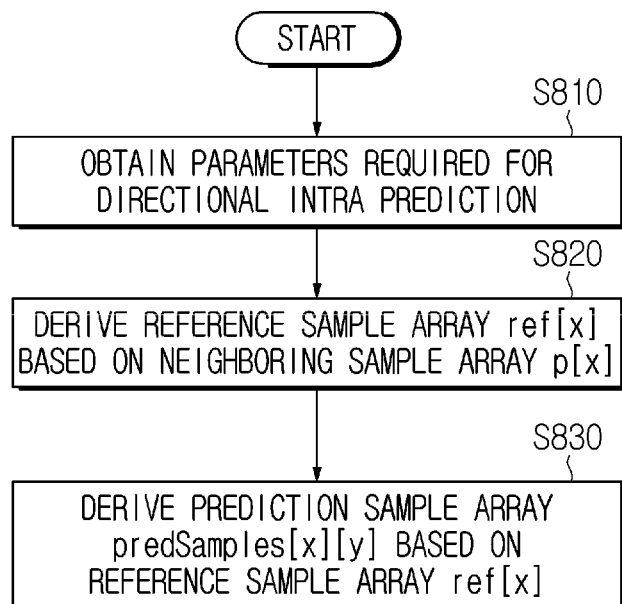 START
S810
OBTAIN PARAMETERS REQUIRED FOR
DIRECTIONAL INTRA PREDICTION
S820
DERIVE REFERENCE SAMPLE ARRAY ref[x]
BASED ON NEIGHBORING SAMPLE ARRAY p[x]
S830
DERIVE PREDICTION SAMPLE ARRAY
predSamples[x][y] BASED ON
REFERENCE SAMPLE ARRAY ref[x]